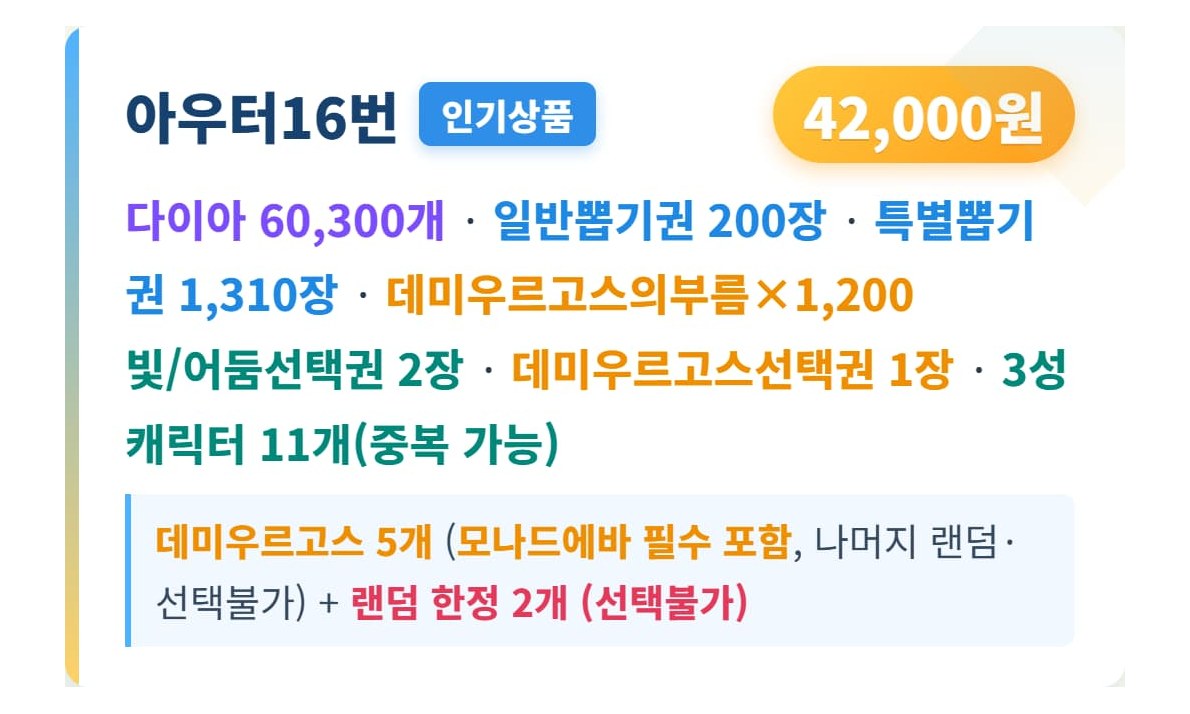 아우터16번 인기상품 42,000원
다이아 60,300개 · 일반뽑기권 200장 · 특별뽑기
권 1,310장 · 데미우르고스의부름×1,200
빛/어둠선택권 2장 · 데미우르고스선택권 1장 · 3성
캐릭터 11개(중복 가능)
데미우르고스 5개 (모나드에바 필수 포함, 나머지 랜덤·
선택불가) + 랜덤 한정 2개 (선택불가)